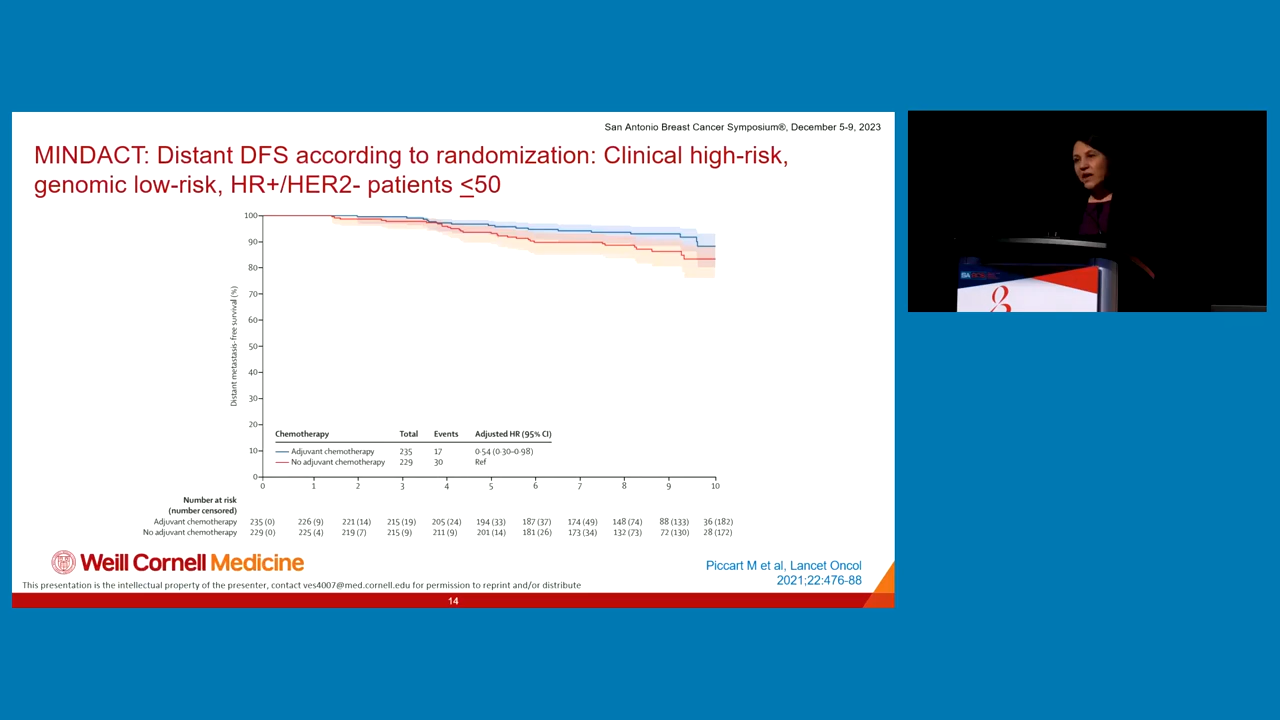 San Antonio Breast Cancer Symposium®, December 5-9, 2023
MINDACT: Distant DFS according to randomization: Clinical high-risk,
genomic low-risk, HR+/HER2- patients <50
Distant metastasis-free survival (%)
100
90
80
70
60
50
40
30
20
10
0
Chemotherapy Total Events Adjusted HR (95% CI)
Adjuvant chemotherapy 235 17 0·54 (0·30–0·98)
No adjuvant chemotherapy 229 30 Ref
0 1 2 3 4 5 6 7 8 9 10
Number at risk
(number censored)
Adjuvant chemotherapy 235 (0) 226 (9) 221 (14) 215 (19) 205 (24) 194 (33) 187 (37) 174 (49) 148 (74) 88 (133) 36 (182)
No adjuvant chemotherapy 229 (0) 225 (4) 219 (7) 215 (9) 211 (9) 201 (14) 181 (26) 173 (34) 132 (73) 72 (130) 28 (172)
Weill Cornell Medicine
Piccart M et al, Lancet Oncol
2021;22:476-88
This presentation is the intellectual property of the presenter, contact ves4007@med.cornell.edu for permission to reprint and/or distribute
14